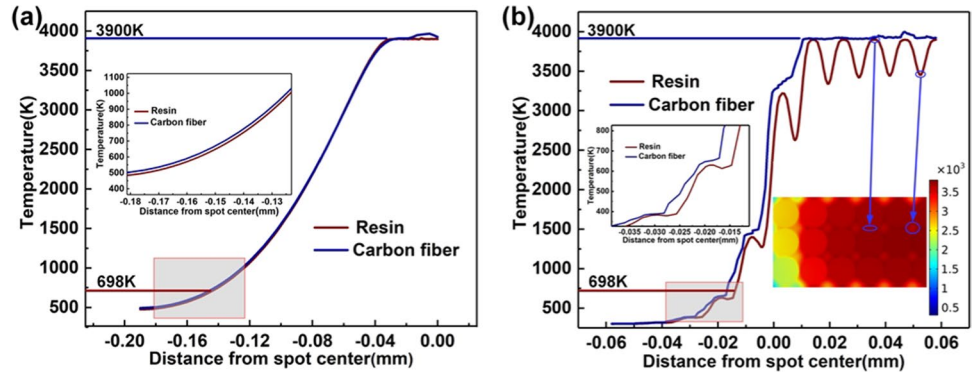 (a)
4000
3900K
3500
3000
2500
2000
1500
1000
698K
500
Temperature(K)
-0.20
-0.16
-0.12
-0.08
-0.04
0.00
Distance from spot center(mm)
Resin
Carbon fiber
1100
1000
900
800
700
600
500
400
Temperature(K)
Resin
Carbon fiber
-0.18
-0.17
-0.16
-0.15
-0.14
-0.13
Distance from spot center(mm)
(b)
4000
3900K
3500
3000
2500
2000
1500
1000
698K
500
Temperature(K)
-0.06
-0.04
-0.02
0.00
0.02
0.04
0.06
Distance from spot center(mm)
Resin
Carbon fiber
800
700
600
500
400
Temperature(K)
Resin
Carbon fiber
-0.035
-0.030
-0.025
-0.020
-0.015
Distance from spot center(mm)
×10³
3.5
3
2.5
2
1.5
1
0.5